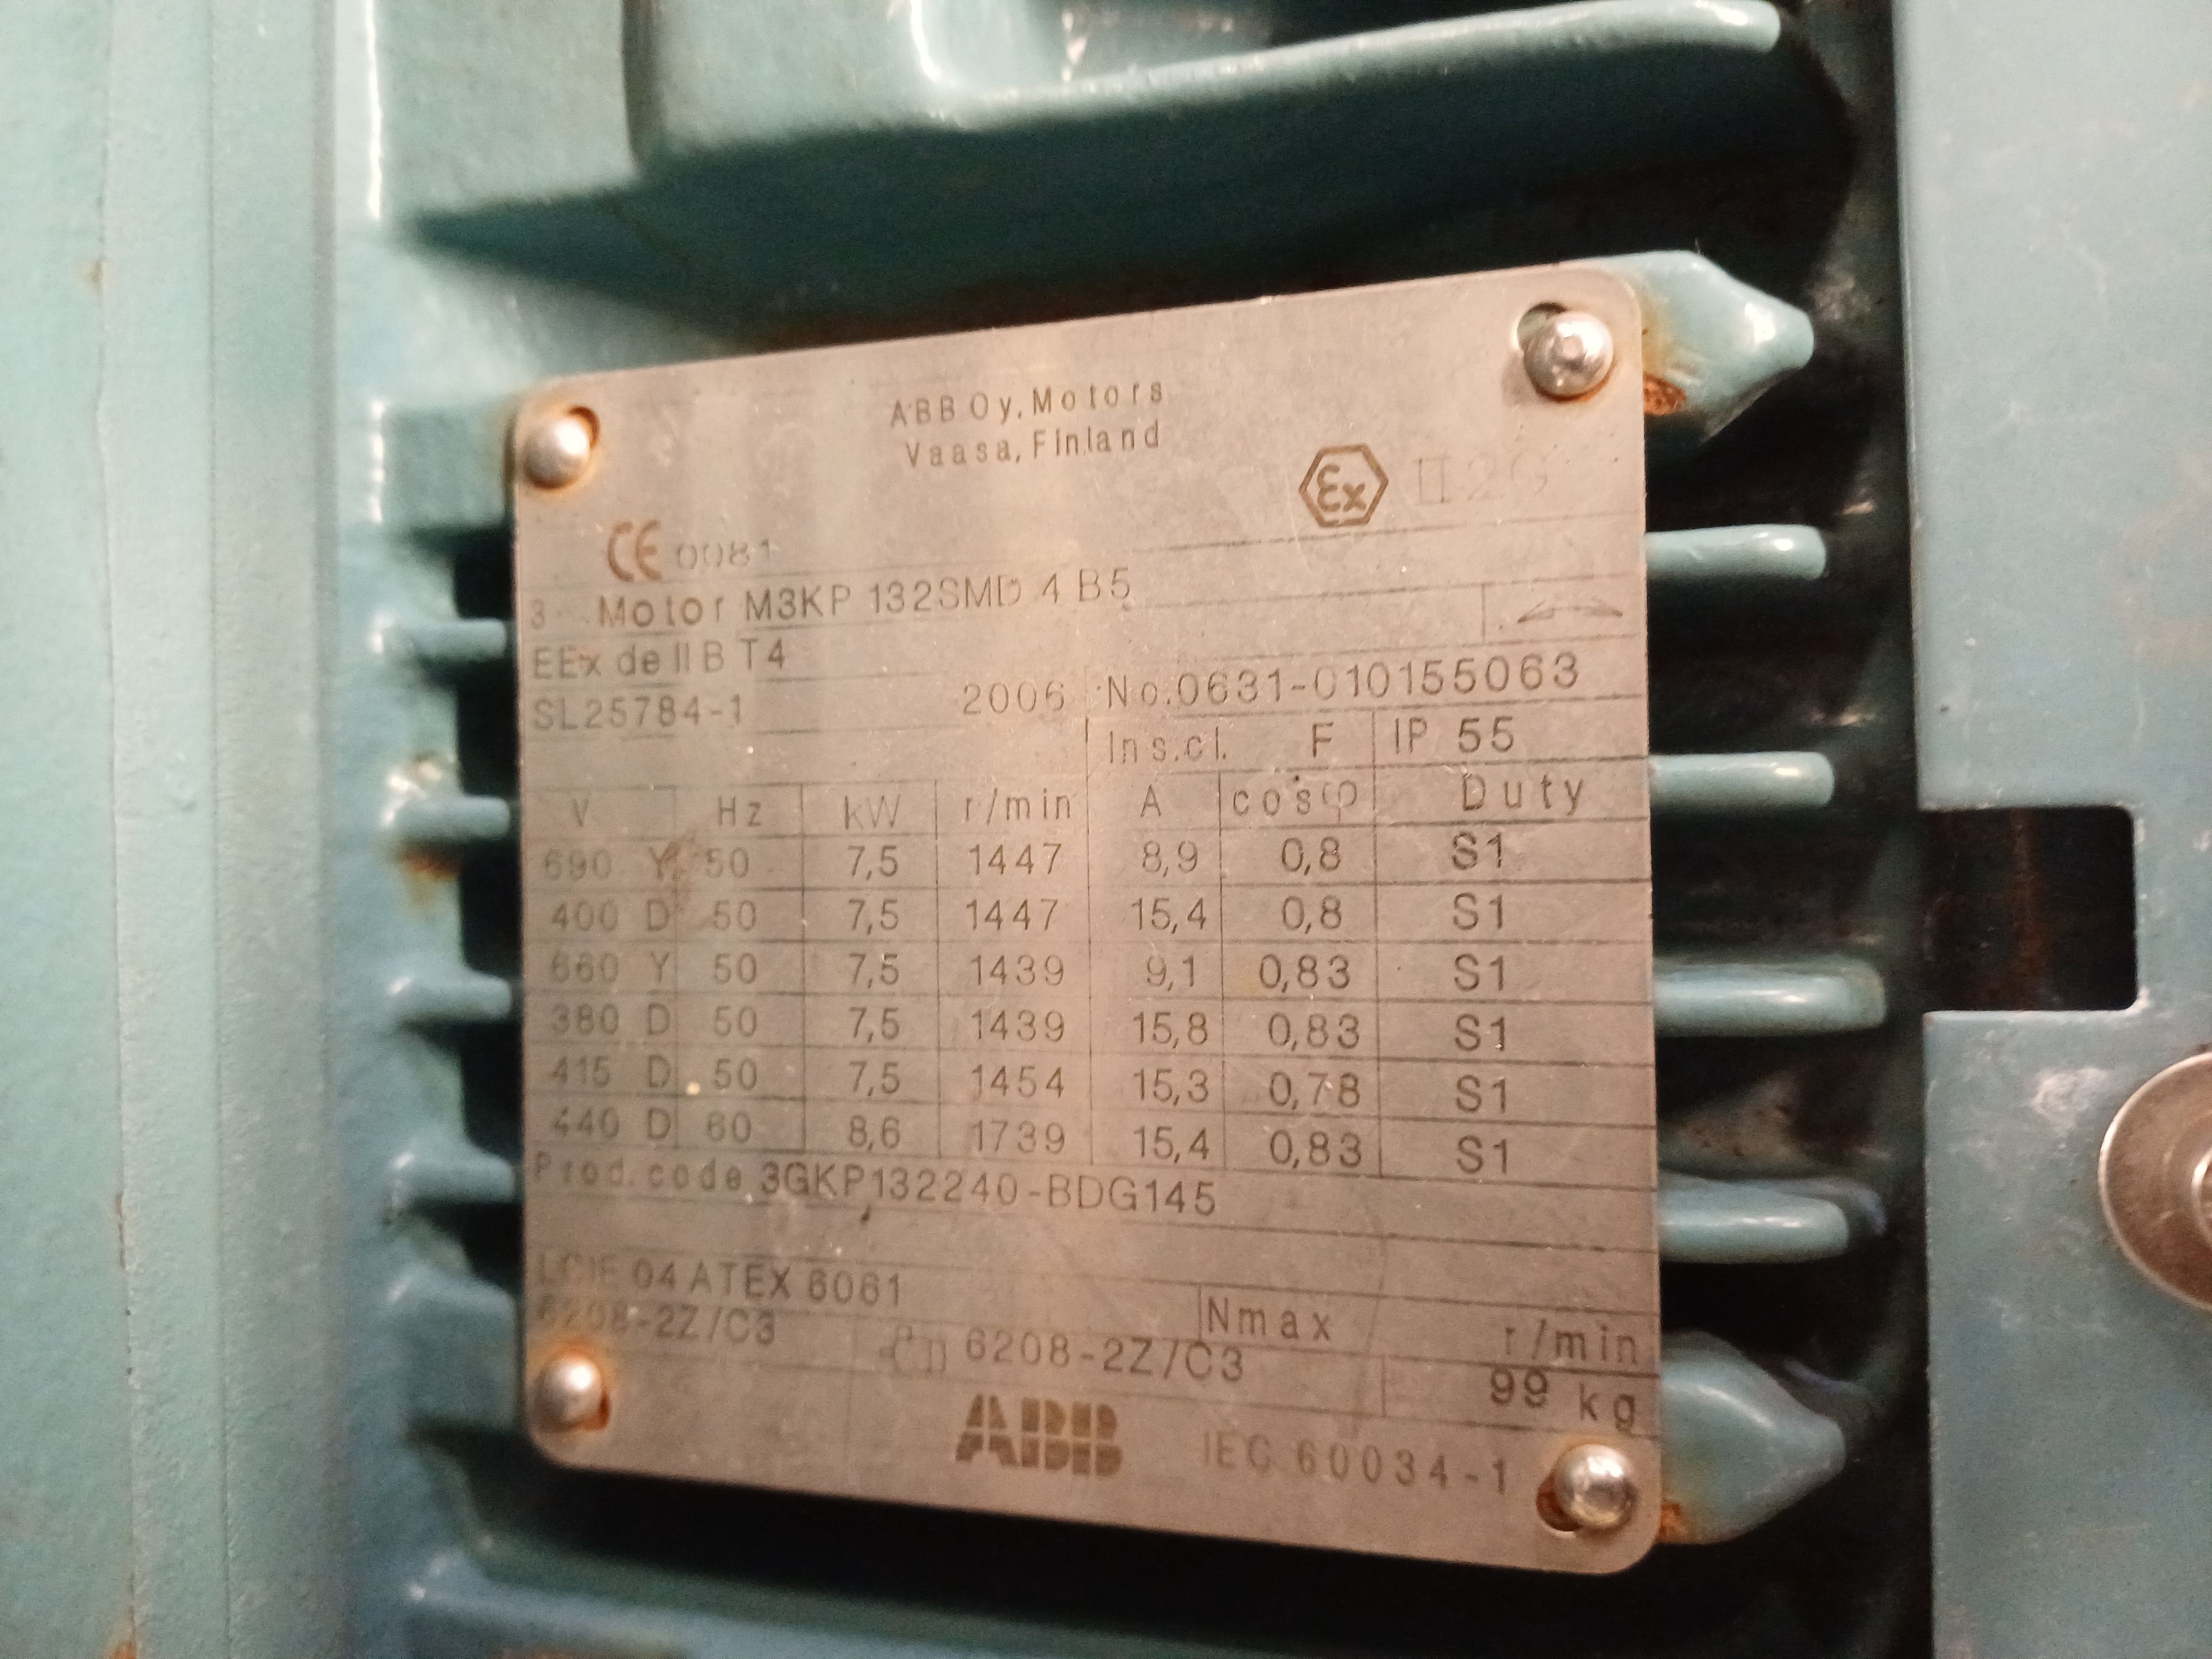 ABB Oy, Motors
Vaasa, Finland
Ex II 2G
CE 0081
3~ Motor M3KP 132SMD 4 B5
EEx de II B T4
SL25784-1 2006 No. 0631-010155063
Ins.cl. F IP 55
V Hz kW r/min A cosφ Duty
690 Y 50 7,5 1447 8,9 0,8 S1
400 D 50 7,5 1447 15,4 0,8 S1
660 Y 50 7,5 1439 9,1 0,83 S1
380 D 50 7,5 1439 15,8 0,83 S1
415 D 50 7,5 1454 15,3 0,78 S1
440 D 60 8,6 1739 15,4 0,83 S1
Prod. code 3GKP132240-BDG145
LCIE 04 ATEX 6061
Nmax r/min
6208-2Z/C3 6208-2Z/C3 99 kg
ABB IEC 60034-1